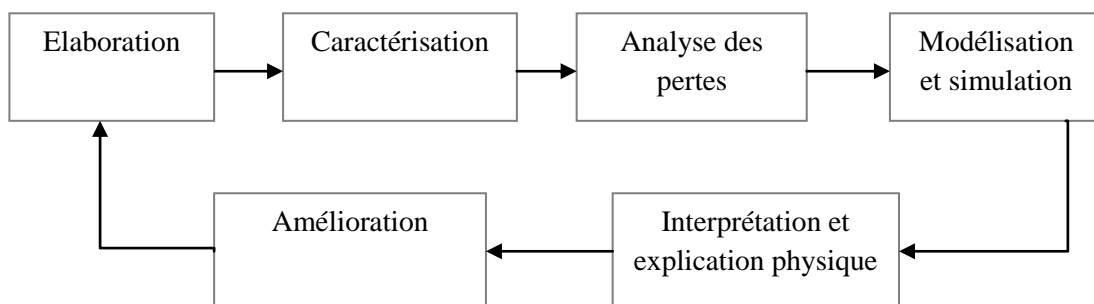 Elaboration
Caractérisation
Analyse des
pertes
Modélisation
et simulation
Amélioration
Interprétation et
explication physique